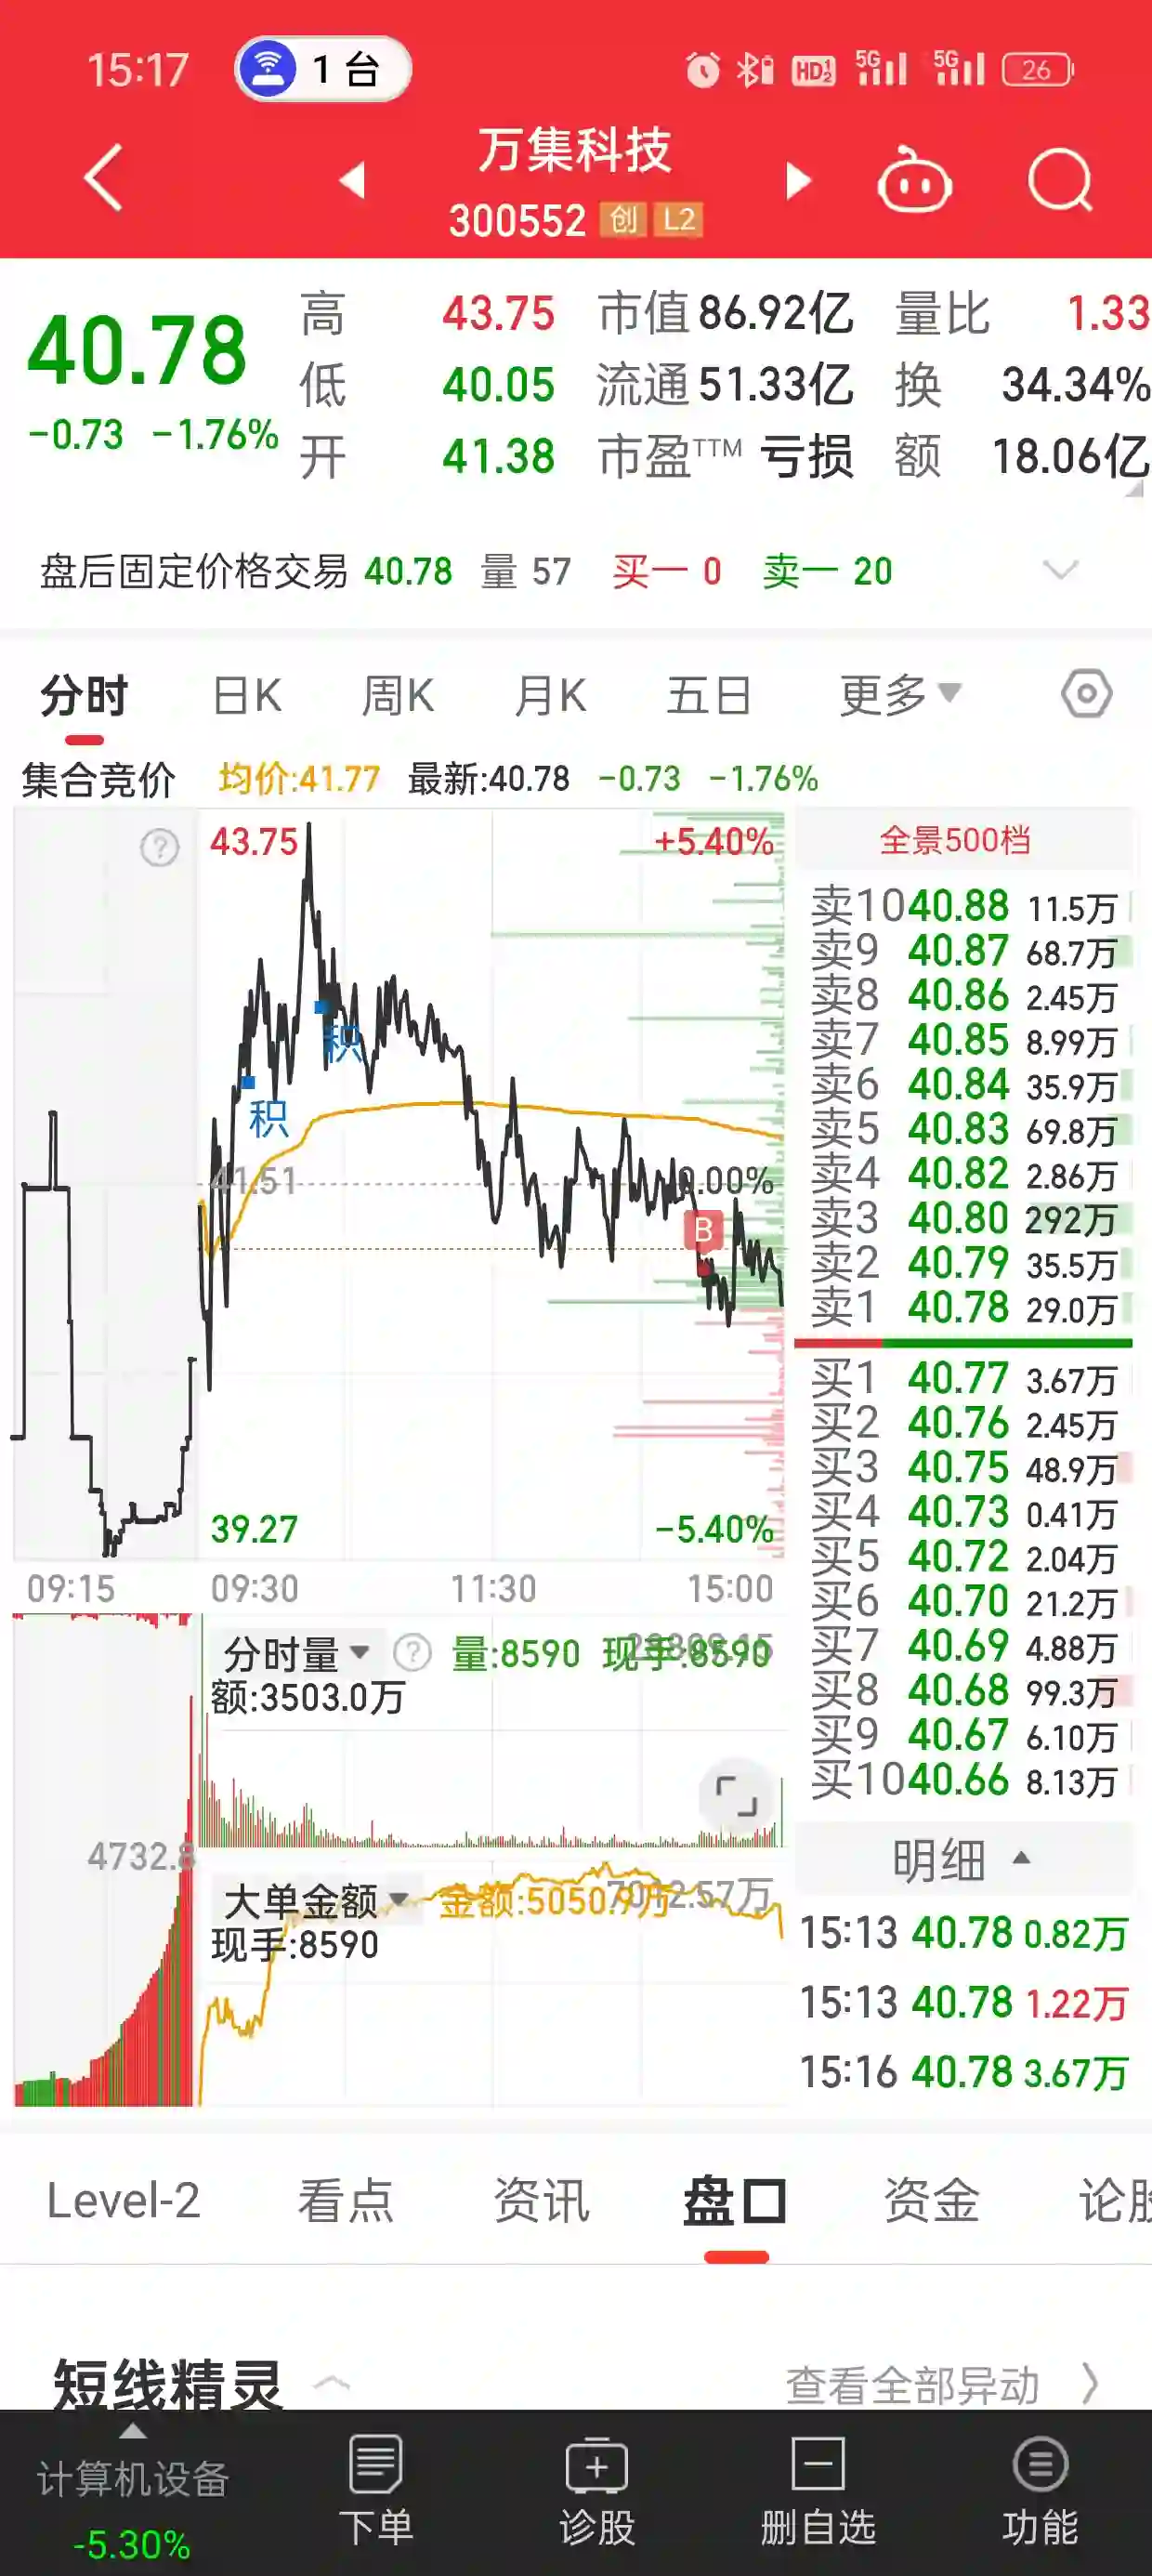 15:17 1 台 HD1 2 5G 5G 26
万集科技
300552 创 L2
40.78
-0.73 -1.76%
高 43.75 市值 86.92亿 量比 1.33
低 40.05 流通 51.33亿 换 34.34%
开 41.38 市盈TTM 亏损 额 18.06亿
盘后固定价格交易 40.78 量 57 买一 0 卖一 20
分时 日K 周K 月K 五日 更多
集合竞价 均价:41.77 最新:40.78 -0.73 -1.76%
? 43.75 +5.40%
积
积
41.51 0.00%
B
39.27 -5.40%
09:15 09:30 11:30 15:00
全景500档
卖10 40.88 11.5万
卖9 40.87 68.7万
卖8 40.86 2.45万
卖7 40.85 8.99万
卖6 40.84 35.9万
卖5 40.83 69.8万
卖4 40.82 2.86万
卖3 40.80 292万
卖2 40.79 35.5万
卖1 40.78 29.0万
买1 40.77 3.67万
买2 40.76 2.45万
买3 40.75 48.9万
买4 40.73 0.41万
买5 40.72 2.04万
买6 40.70 21.2万
买7 40.69 4.88万
买8 40.68 99.3万
买9 40.67 6.10万
买10 40.66 8.13万
分时量 ? 量:8590 现手:8590
额:3503.0万
4732.8
大单金额 金额:5050.9万
现手:8590
明细
15:13 40.78 0.82万
15:13 40.78 1.22万
15:16 40.78 3.67万
Level-2 看点 资讯 盘口 资金 论股
短线精灵 查看全部异动
计算机设备
-5.30%
下单 诊股 删自选 功能